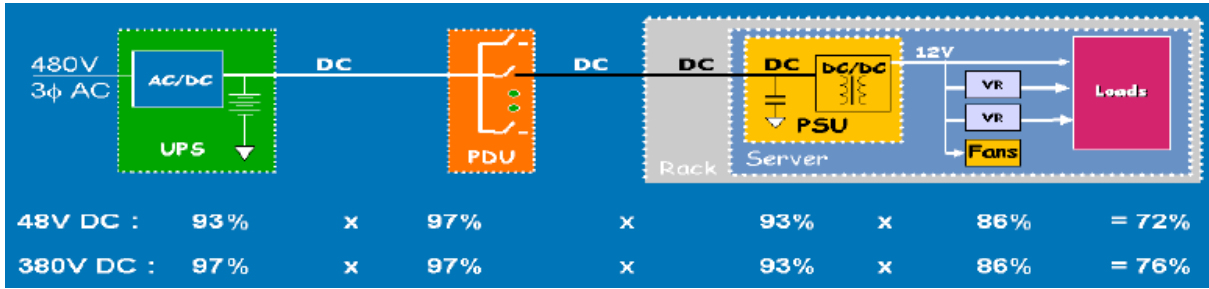 480V
3ϕ AC
AC/DC
UPS
DC
PDU
DC
DC
DC
DC/DC
PSU
12V
VR
VR
Fans
Loads
Rack
Server
48V DC : 93% x 97% x 93% x 86% = 72%
380V DC : 97% x 97% x 93% x 86% = 76%